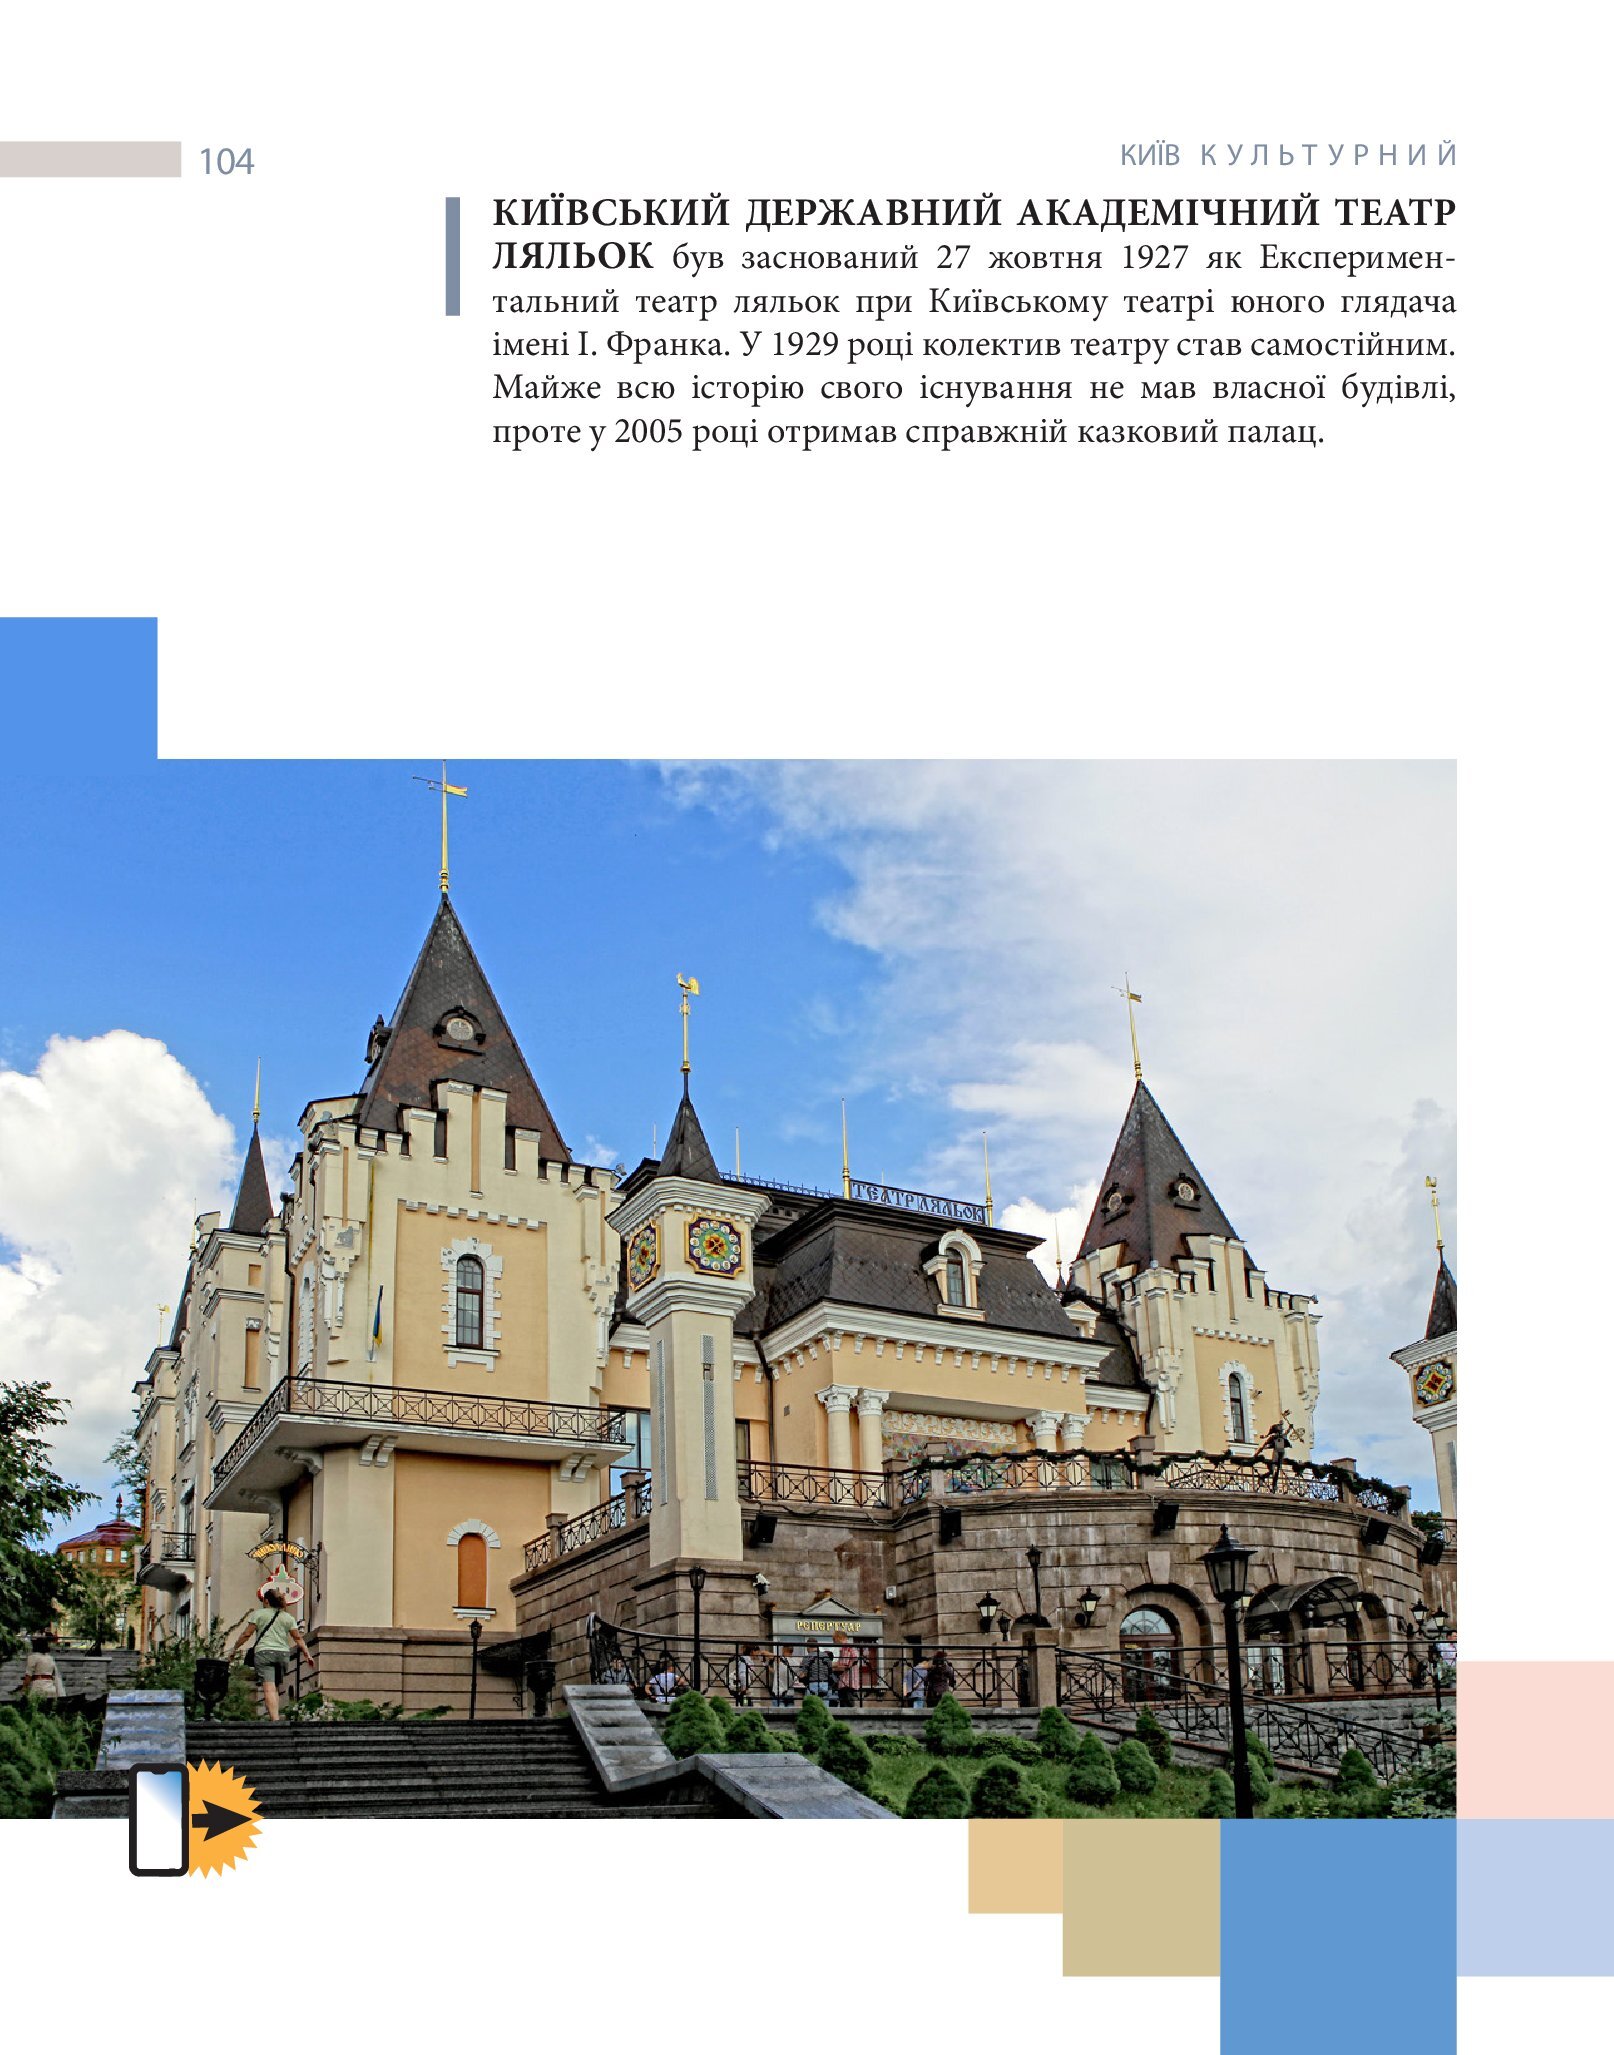 104
КИЇВ КУЛЬТУРНИЙ
КИЇВСЬКИЙ ДЕРЖАВНИЙ АКАДЕМІЧНИЙ ТЕАТР
ЛЯЛЬОК був заснований 27 жовтня 1927 як Експеримен-
тальний театр ляльок при Київському театрі юного глядача
імені І. Франка. У 1929 році колектив театру став самостійним.
Майже всю історію свого існування не мав власної будівлі,
проте у 2005 році отримав справжній казковий палац.
ТЕАТР ЛЯЛЬОК
РЕПЕРТУАР